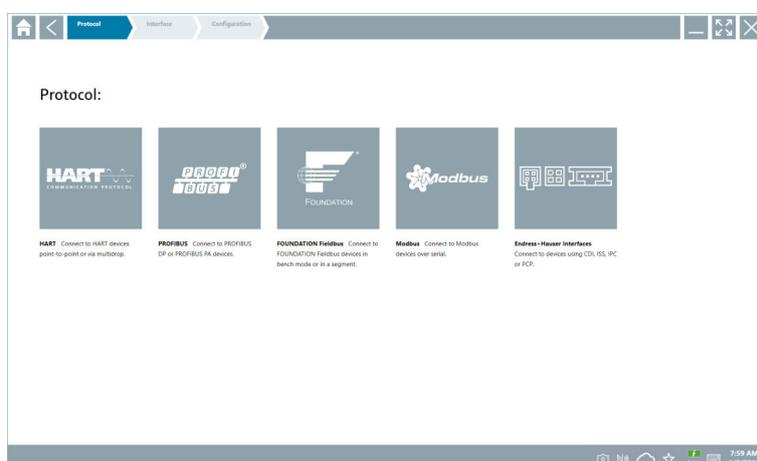 Protocol Interface Configuration
Protocol:
HART
COMMUNICATION PROTOCOL
PROFI
BUS
FOUNDATION
Modbus
HART Connect to HART devices
point-to-point or via multidrop.
PROFIBUS Connect to PROFIBUS
DP or PROFIBUS PA devices.
FOUNDATION Fieldbus Connect to
FOUNDATION Fieldbus devices in
bench mode or in a segment.
Modbus Connect to Modbus
devices over serial.
Endress+Hauser Interfaces
Connect to devices using CDI, ISS, IPC
or PCP.
7:59 AM